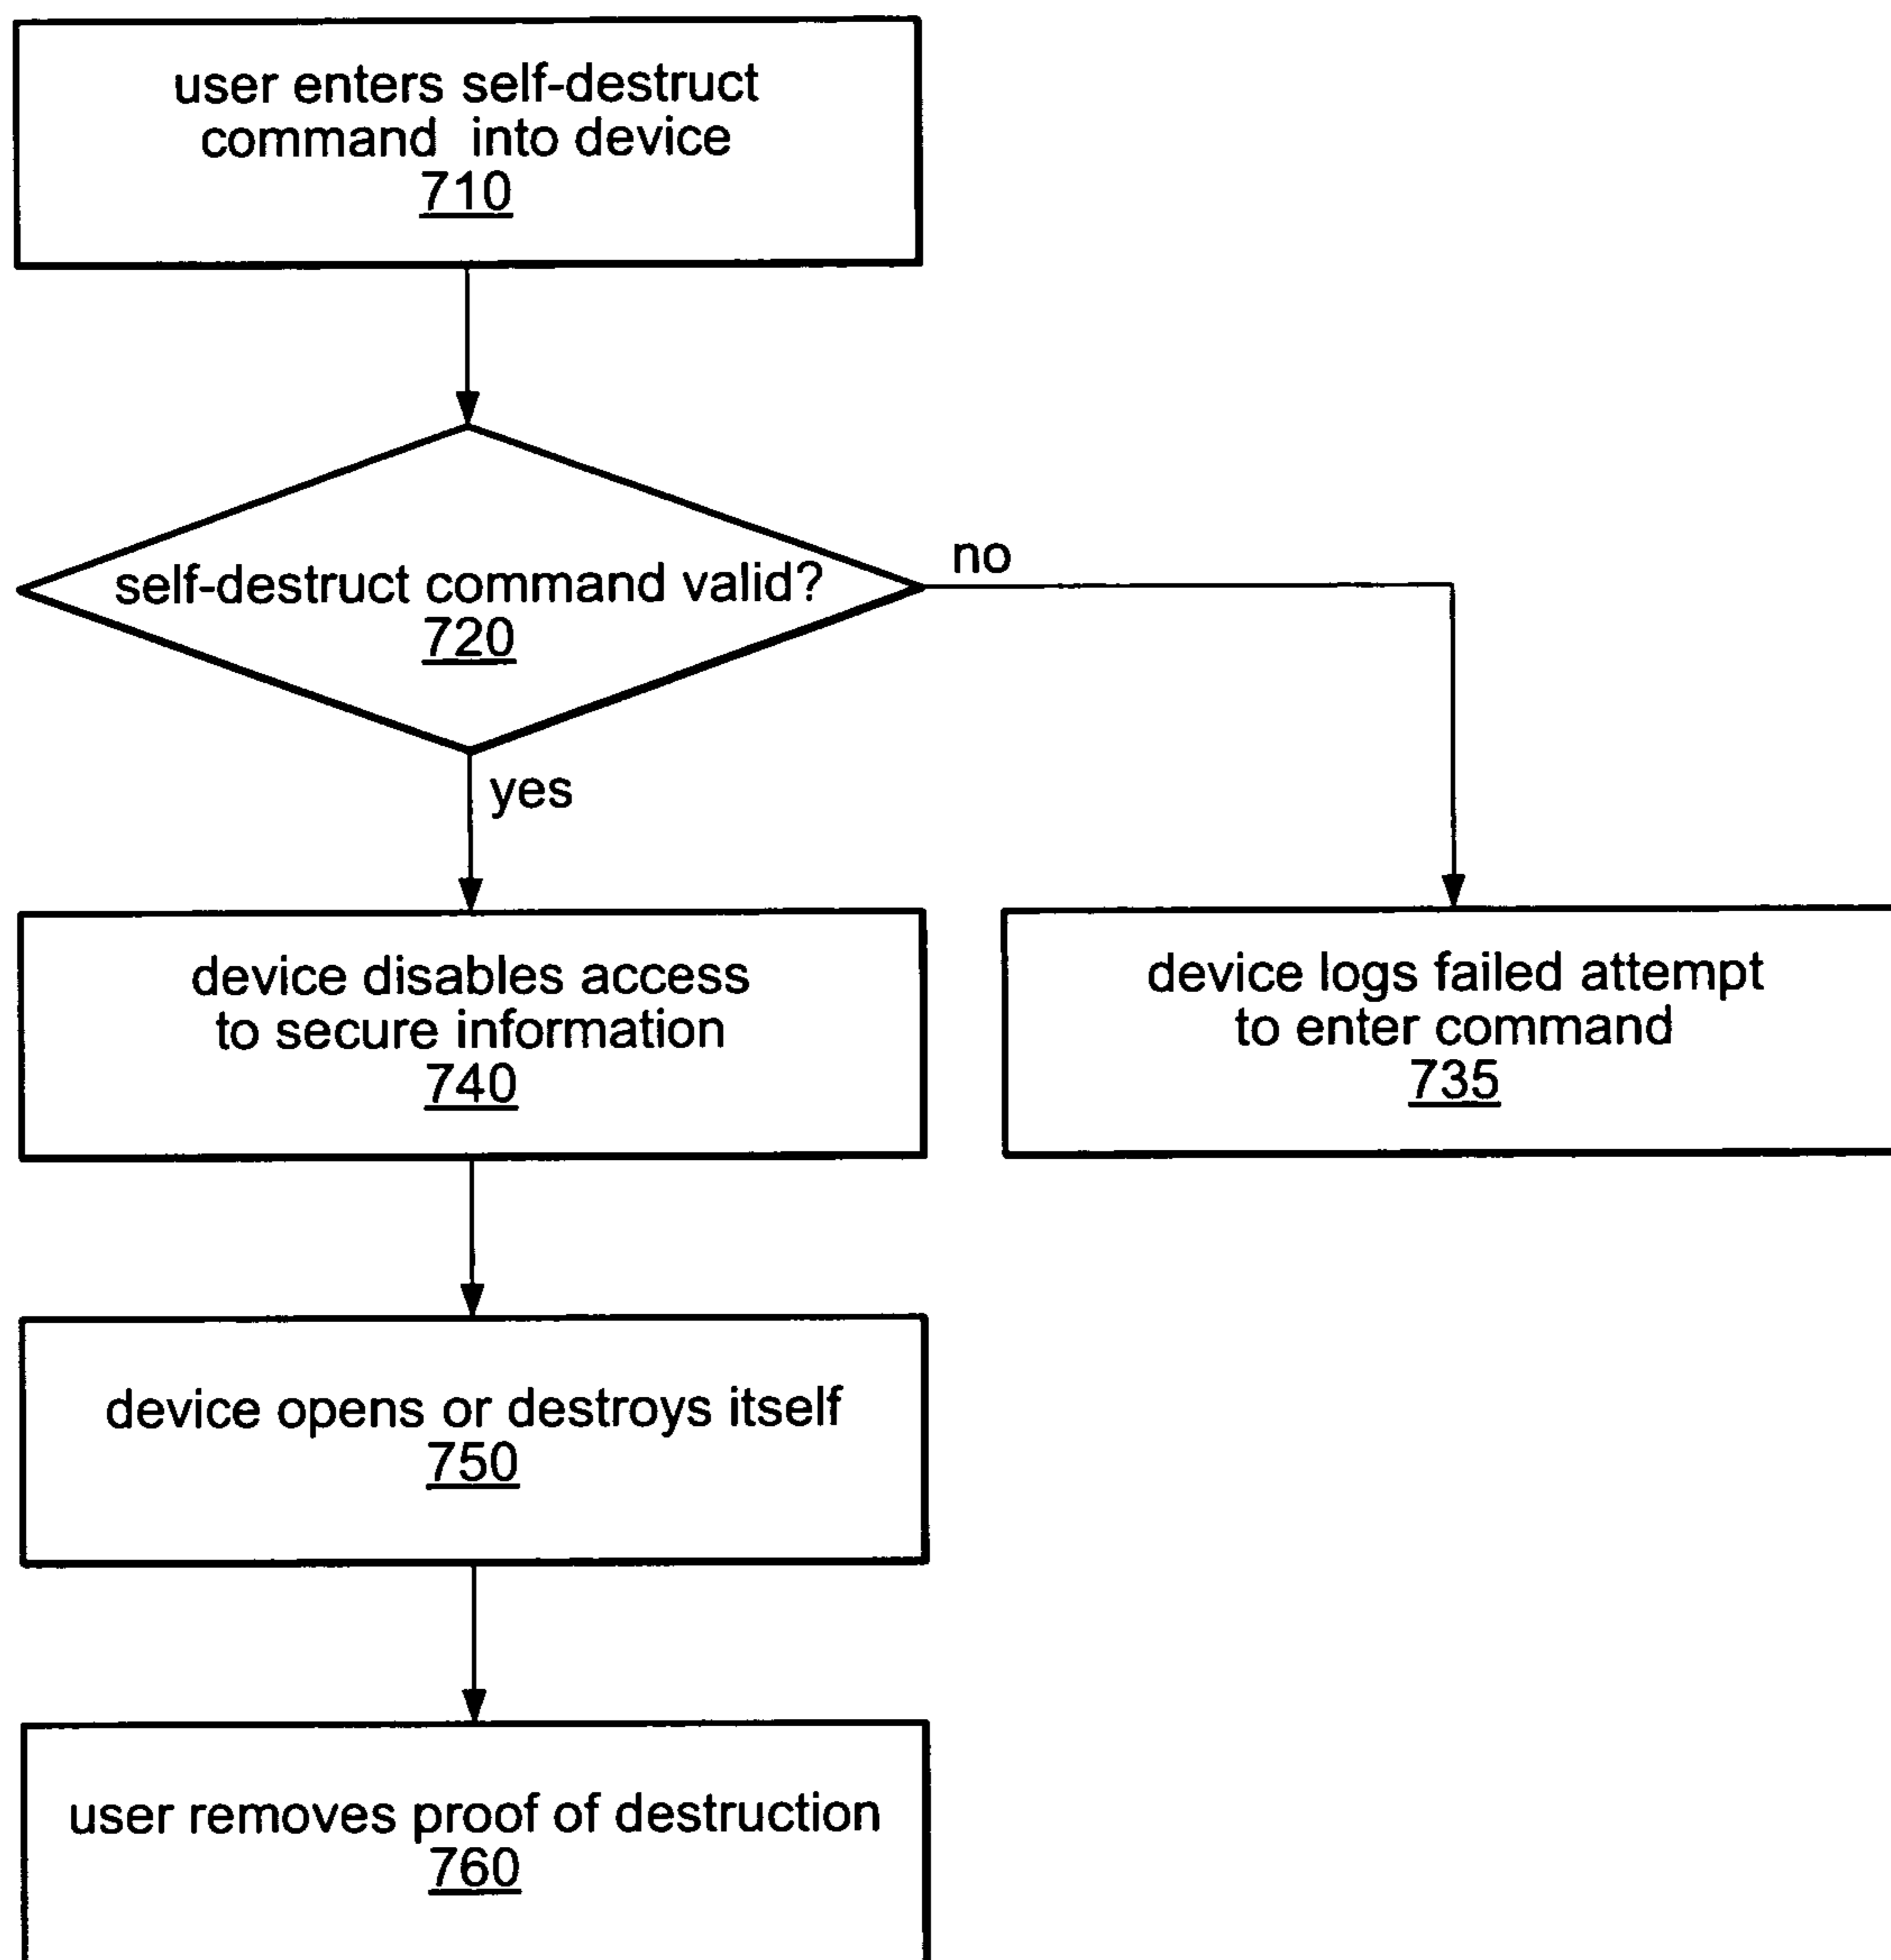 user enters self-destruct
command into device
710
self-destruct command valid?
720
no
yes
device disables access
to secure information
740
device logs failed attempt
to enter command
735
device opens or destroys itself
750
user removes proof of destruction
760